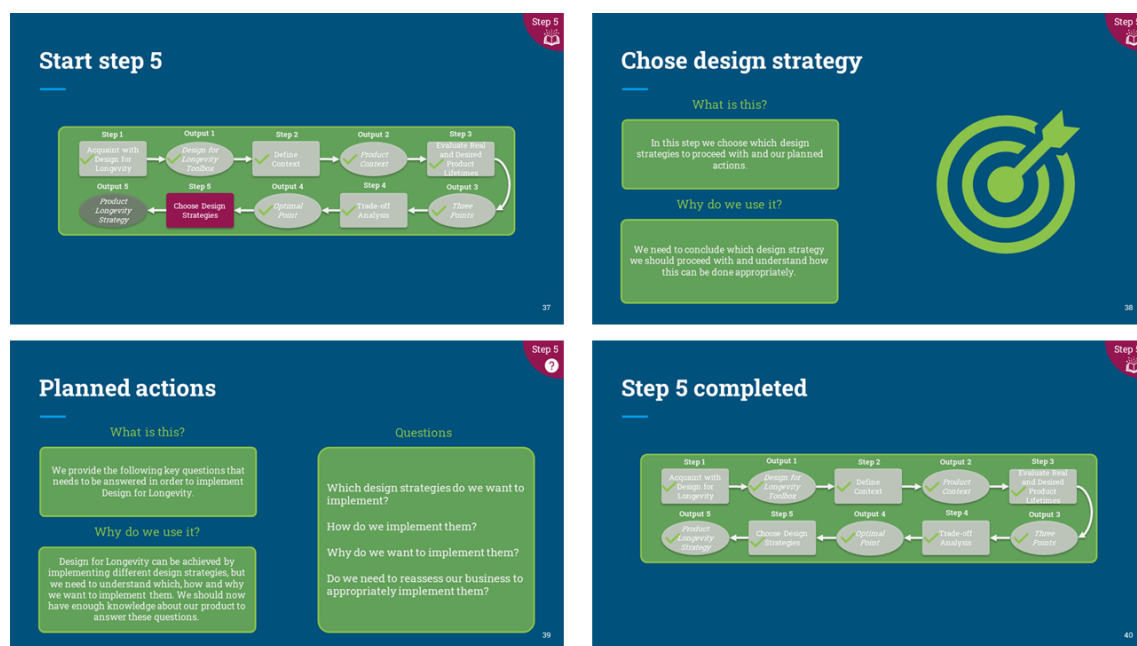 Step 5
Start step 5
Step 1
Output 1
Step 2
Output 2
Step 3
Acquaint with
Design for
Longevity
Design for
Longevity
Toolbox
Define
Context
Product
Context
Evaluate Real
and Desired
Product
Lifetimes
Output 5
Step 5
Output 4
Step 4
Output 3
Product
Longevity
Strategy
Choose Design
Strategies
Optimal
Point
Trade-off
Analysis
Three
Points
37
Step 5
Chose design strategy
What is this?
In this step we choose which design
strategies to proceed with and our planned
actions.
Why do we use it?
We need to conclude which design strategy
we should proceed with and understand how
this can be done appropriately.
38
Step 5
?
Planned actions
What is this?
We provide the following key questions that
needs to be answered in order to implement
Design for Longevity.
Why do we use it?
Design for Longevity can be achieved by
implementing different design strategies, but
we need to understand which, how and why
we want to implement them. We should now
have enough knowledge about our product to
answer these questions.
Questions
Which design strategies do we want to
implement?
How do we implement them?
Why do we want to implement them?
Do we need to reassess our business to
appropriately implement them?
39
Step 5
Step 5 completed
Step 1
Output 1
Step 2
Output 2
Step 3
Acquaint with
Design for
Longevity
Design for
Longevity
Toolbox
Define
Context
Product
Context
Evaluate Real
and Desired
Product
Lifetimes
Output 5
Step 5
Output 4
Step 4
Output 3
Product
Longevity
Strategy
Choose Design
Strategies
Optimal
Point
Trade-off
Analysis
Three
Points
40